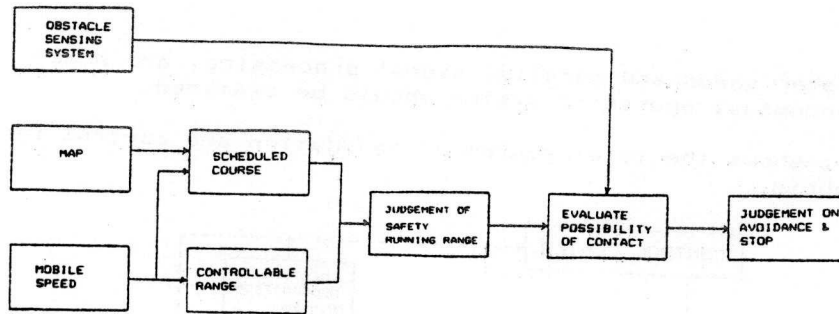 OBSTACLE
SENSING
SYSTEM
MAP
SCHEDULED
COURSE
MOBILE
SPEED
CONTROLLABLE
RANGE
JUDGEMENT OF
SAFETY
RUNNING RANGE
EVALUATE
POSSIBILITY
OF CONTACT
JUDGEMENT ON
AVOIDANCE &
STOP